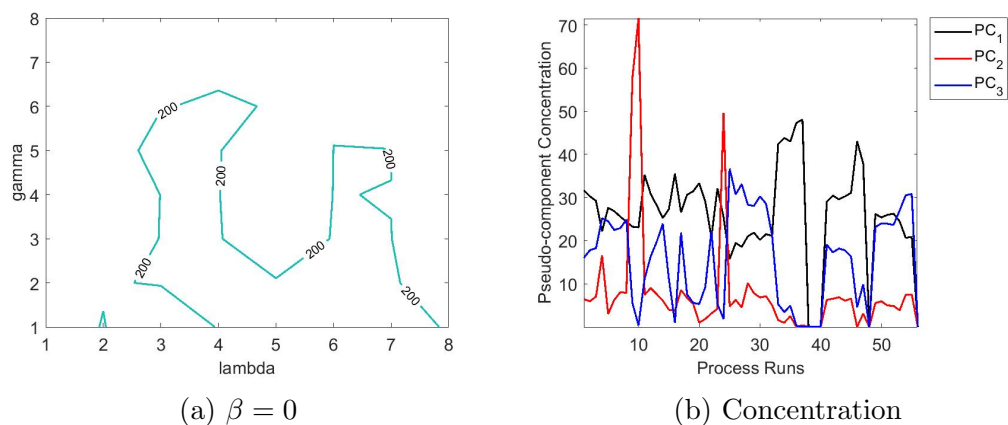 8
7
6
5
4
3
2
1
gamma
200
200
200
200
200
200
1 2 3 4 5 6 7 8
lambda
(a) β = 0
70
60
50
40
30
20
10
Pseudo-component Concentration
10 20 30 40 50
Process Runs
PC1
PC2
PC3
(b) Concentration